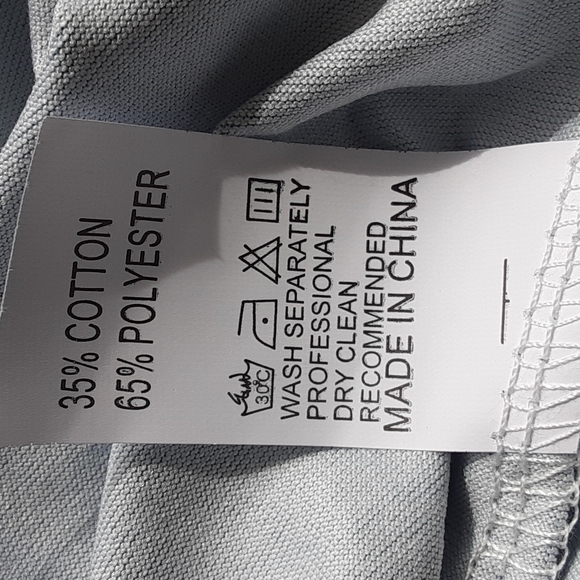 35% COTTON
65% POLYESTER
30℃
WASH SEPARATELY
PROFESSIONAL
DRY CLEAN
RECOMMENDED
MADE IN CHINA